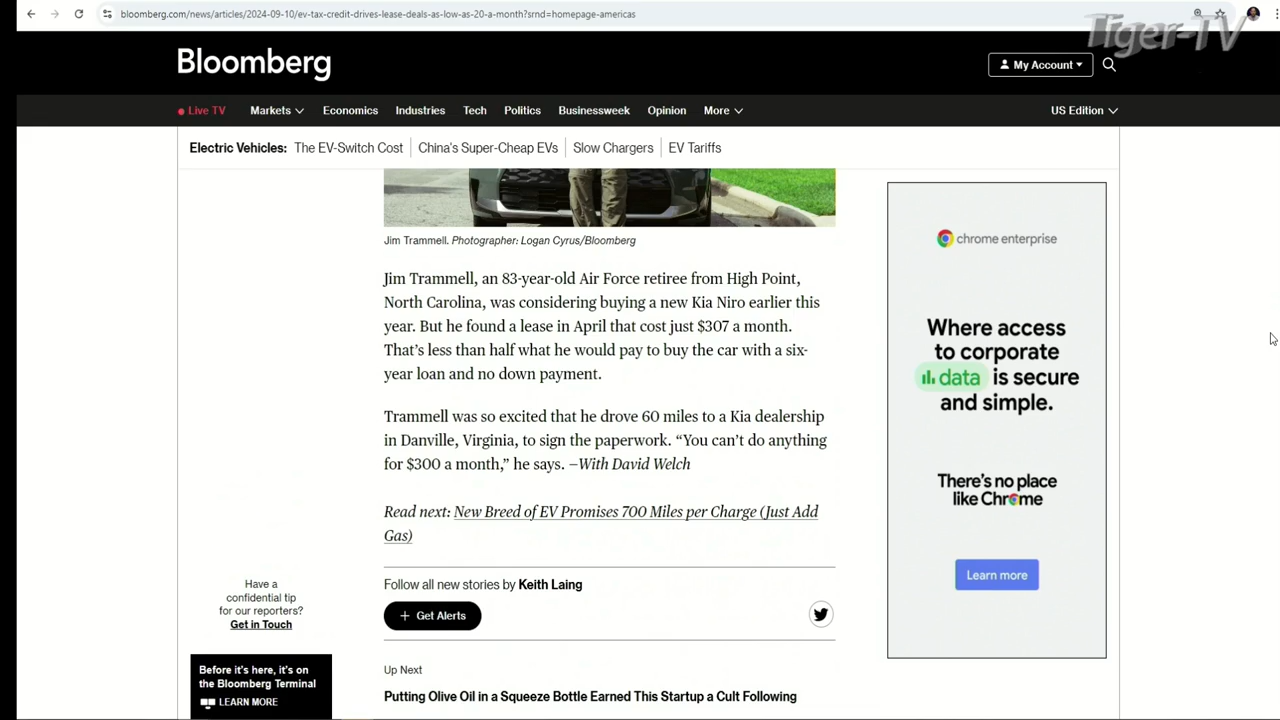 bloomberg.com/news/articles/2024-09-10/ev-tax-credit-drives-lease-deals-as-low-as-20-a-month?srnd=homepage-americas
Tiger-TV
Bloomberg
My Account
Live TV
Markets
Economics
Industries
Tech
Politics
Businessweek
Opinion
More
US Edition
Electric Vehicles:
The EV-Switch Cost
China's Super-Cheap EVs
Slow Chargers
EV Tariffs
Jim Trammell. Photographer: Logan Cyrus/Bloomberg
Jim Trammell, an 83-year-old Air Force retiree from High Point,
North Carolina, was considering buying a new Kia Niro earlier this
year. But he found a lease in April that cost just $307 a month.
That’s less than half what he would pay to buy the car with a six-
year loan and no down payment.
Trammell was so excited that he drove 60 miles to a Kia dealership
in Danville, Virginia, to sign the paperwork. “You can’t do anything
for $300 a month,” he says. –With David Welch
Read next: New Breed of EV Promises 700 Miles per Charge (Just Add
Gas)
Follow all new stories by Keith Laing
+ Get Alerts
Up Next
Putting Olive Oil in a Squeeze Bottle Earned This Startup a Cult Following
Have a
confidential tip
for our reporters?
Get in Touch
Before it's here, it's on
the Bloomberg Terminal
LEARN MORE
chrome enterprise
Where access
to corporate
data is secure
and simple.
There's no place
like Chrome
Learn more